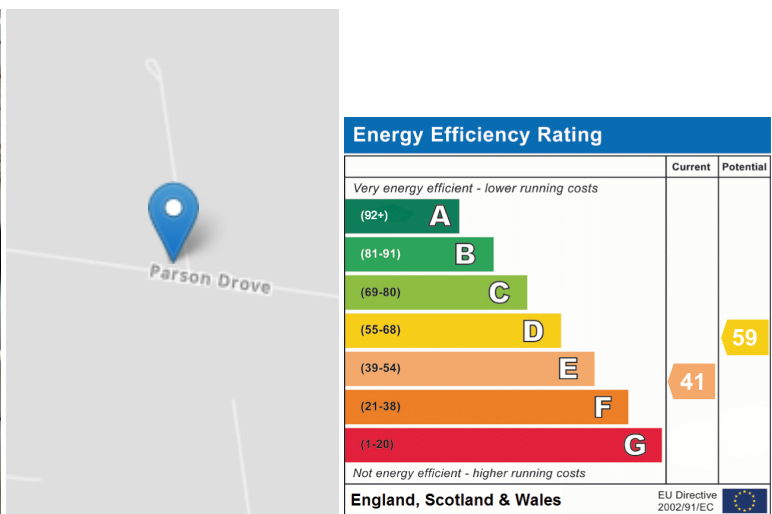 Parson Drove
Energy Efficiency Rating
Current Potential
Very energy efficient - lower running costs
(92+) A
(81-91) B
(69-80) C
(55-68) D
59
(39-54) E
41
(21-38) F
(1-20) G
Not energy efficient - higher running costs
England, Scotland & Wales
EU Directive
2002/91/EC